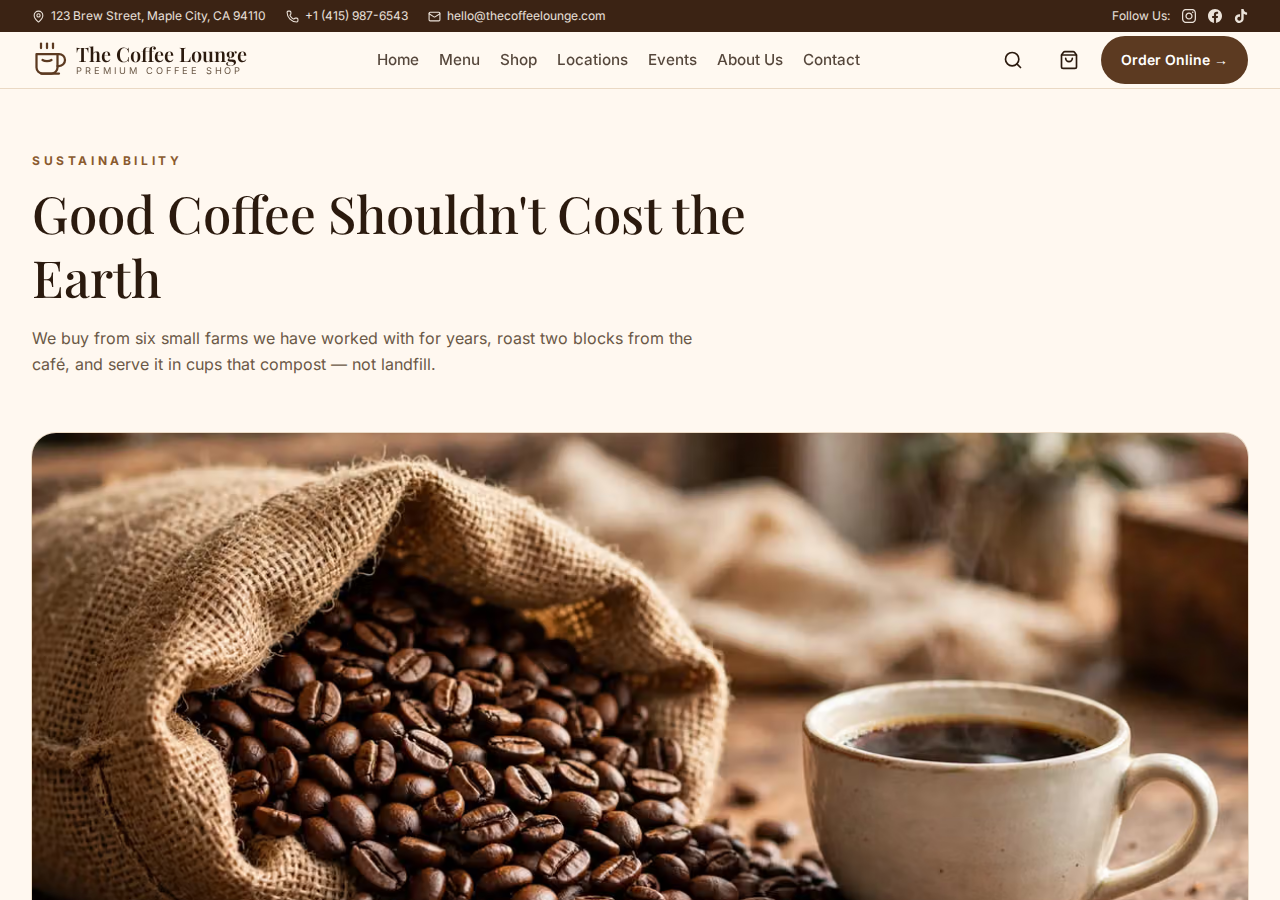 123 Brew Street, Maple City, CA 94110
+1 (415) 987-6543
hello@thecoffeelounge.com
Follow Us:
The Coffee Lounge
PREMIUM COFFEE SHOP
Home
Menu
Shop
Locations
Events
About Us
Contact
Order Online →
SUSTAINABILITY
Good Coffee Shouldn't Cost the
Earth
We buy from six small farms we have worked with for years, roast two blocks from the
café, and serve it in cups that compost — not landfill.